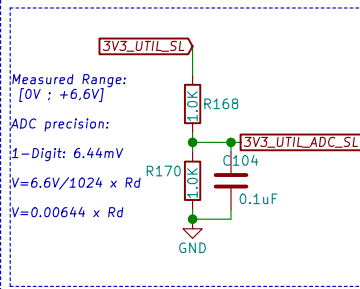 3V3_UTIL_SL
Measured Range:
[0V ; +6,6V]
ADC precision:
1-Digit: 6.44mV
V=6.6V/1024 x Rd
V=0.00644 x Rd
1.0K
R168
3V3_UTIL_ADC_SL
R170
1.0K
C104
0.1uF
GND